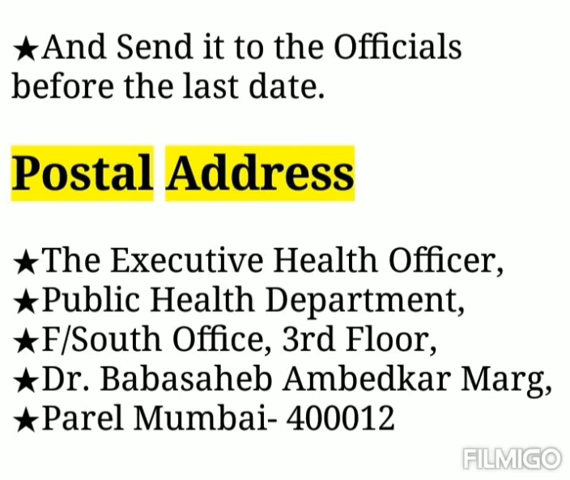 ★And Send it to the Officials
before the last date.
Postal Address
★The Executive Health Officer,
★Public Health Department,
★F/South Office, 3rd Floor,
★Dr. Babasaheb Ambedkar Marg,
★Parel Mumbai- 400012
FILMIGO